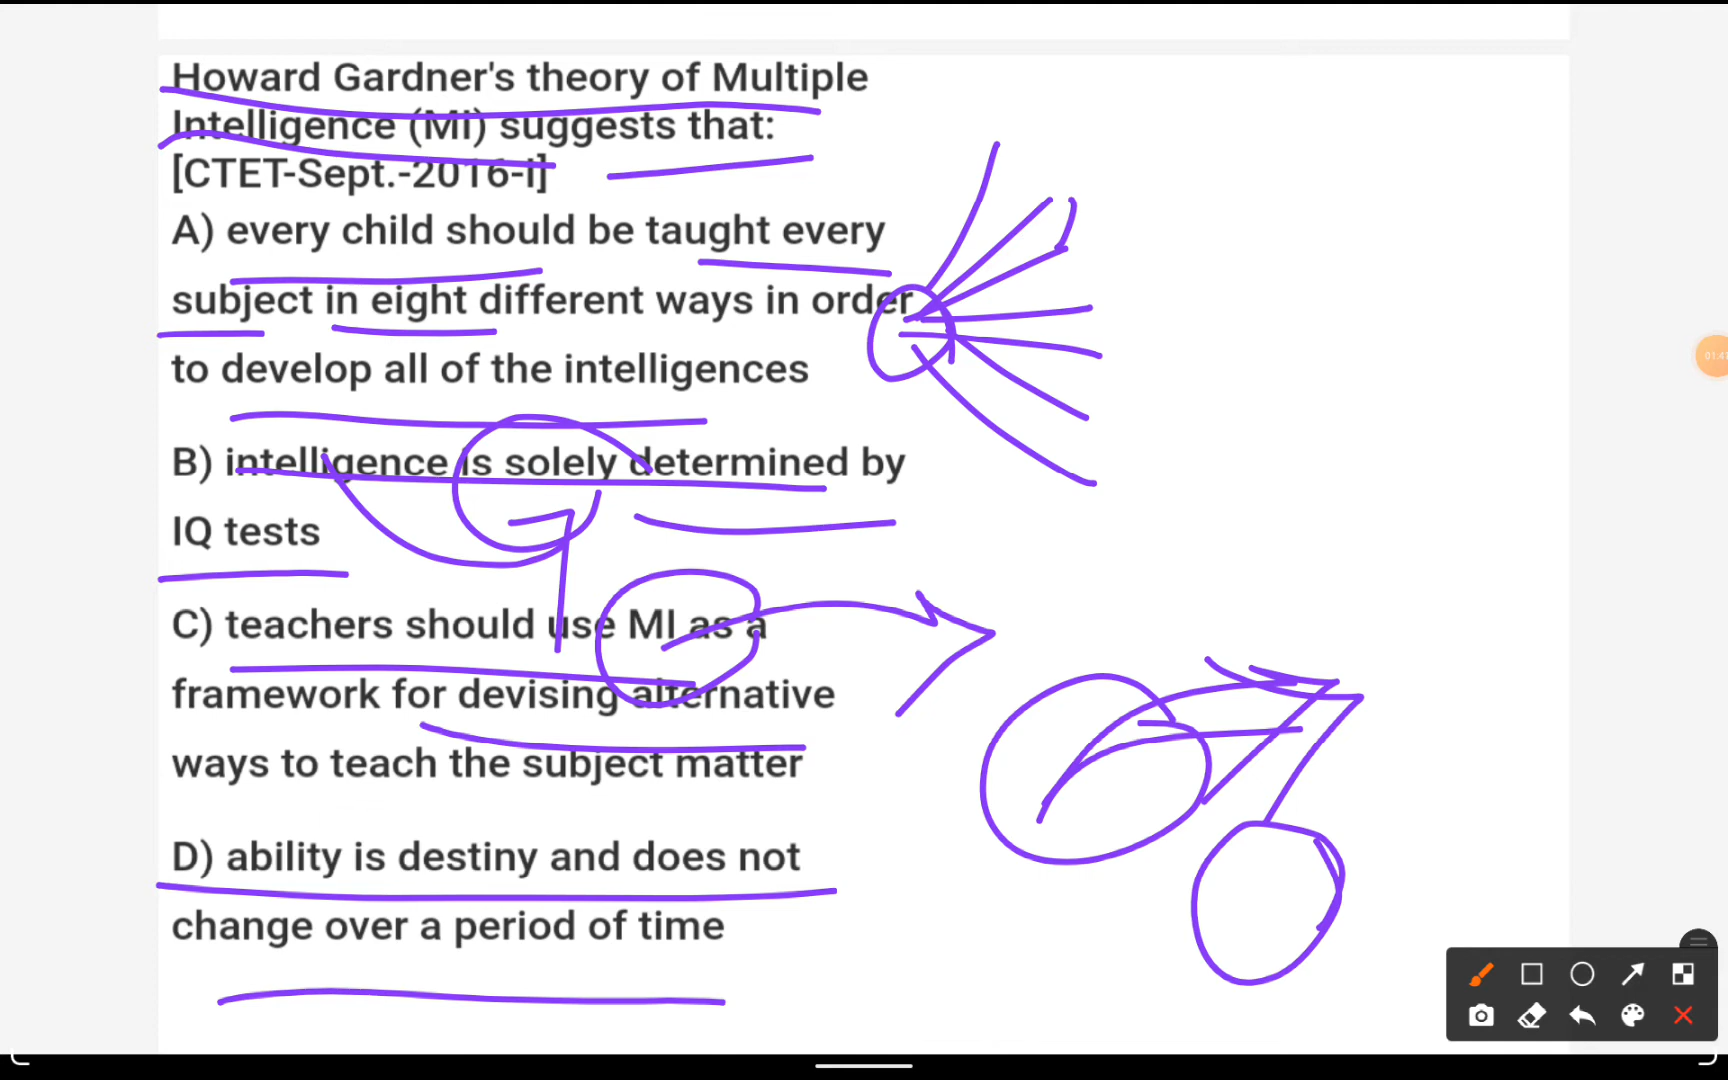 Howard Gardner's theory of Multiple
Intelligence (MI) suggests that:
[CTET-Sept.-2016-I]
A) every child should be taught every
subject in eight different ways in order
to develop all of the intelligences
B) intelligence is solely determined by
IQ tests
C) teachers should use MI as a
framework for devising alternative
ways to teach the subject matter
D) ability is destiny and does not
change over a period of time